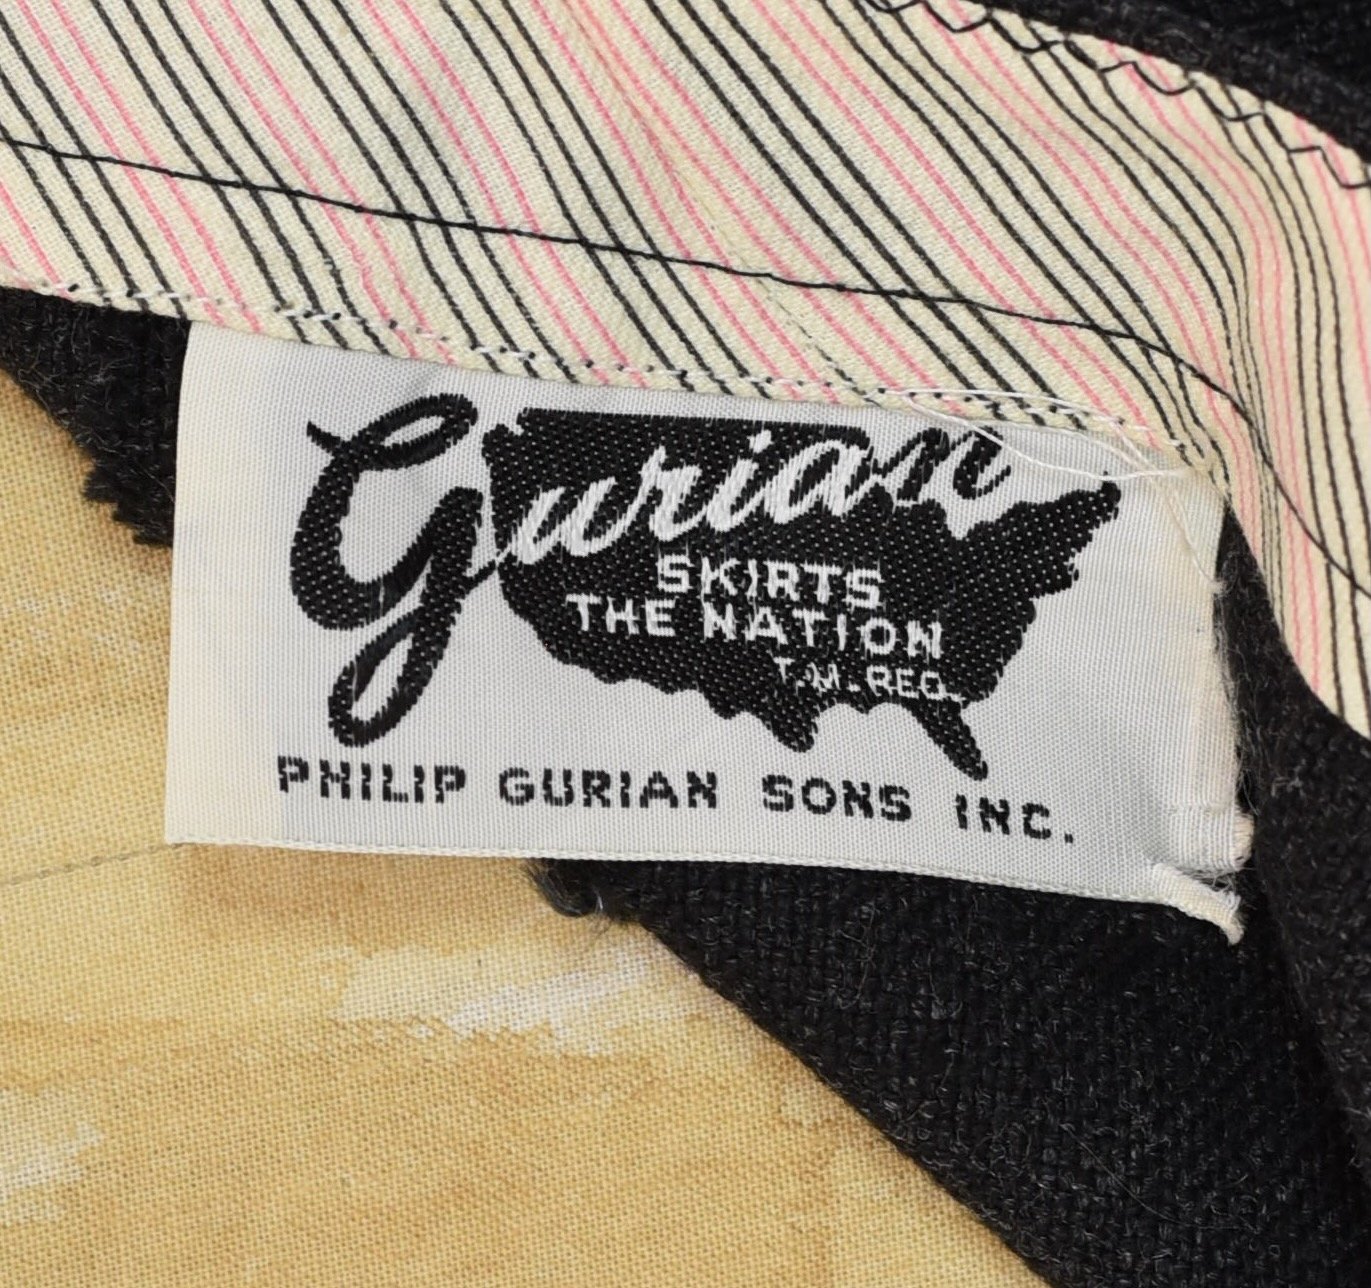 Gurian
SKIRTS
THE NATION
T.M. REG.
PHILIP GURIAN SONS INC.